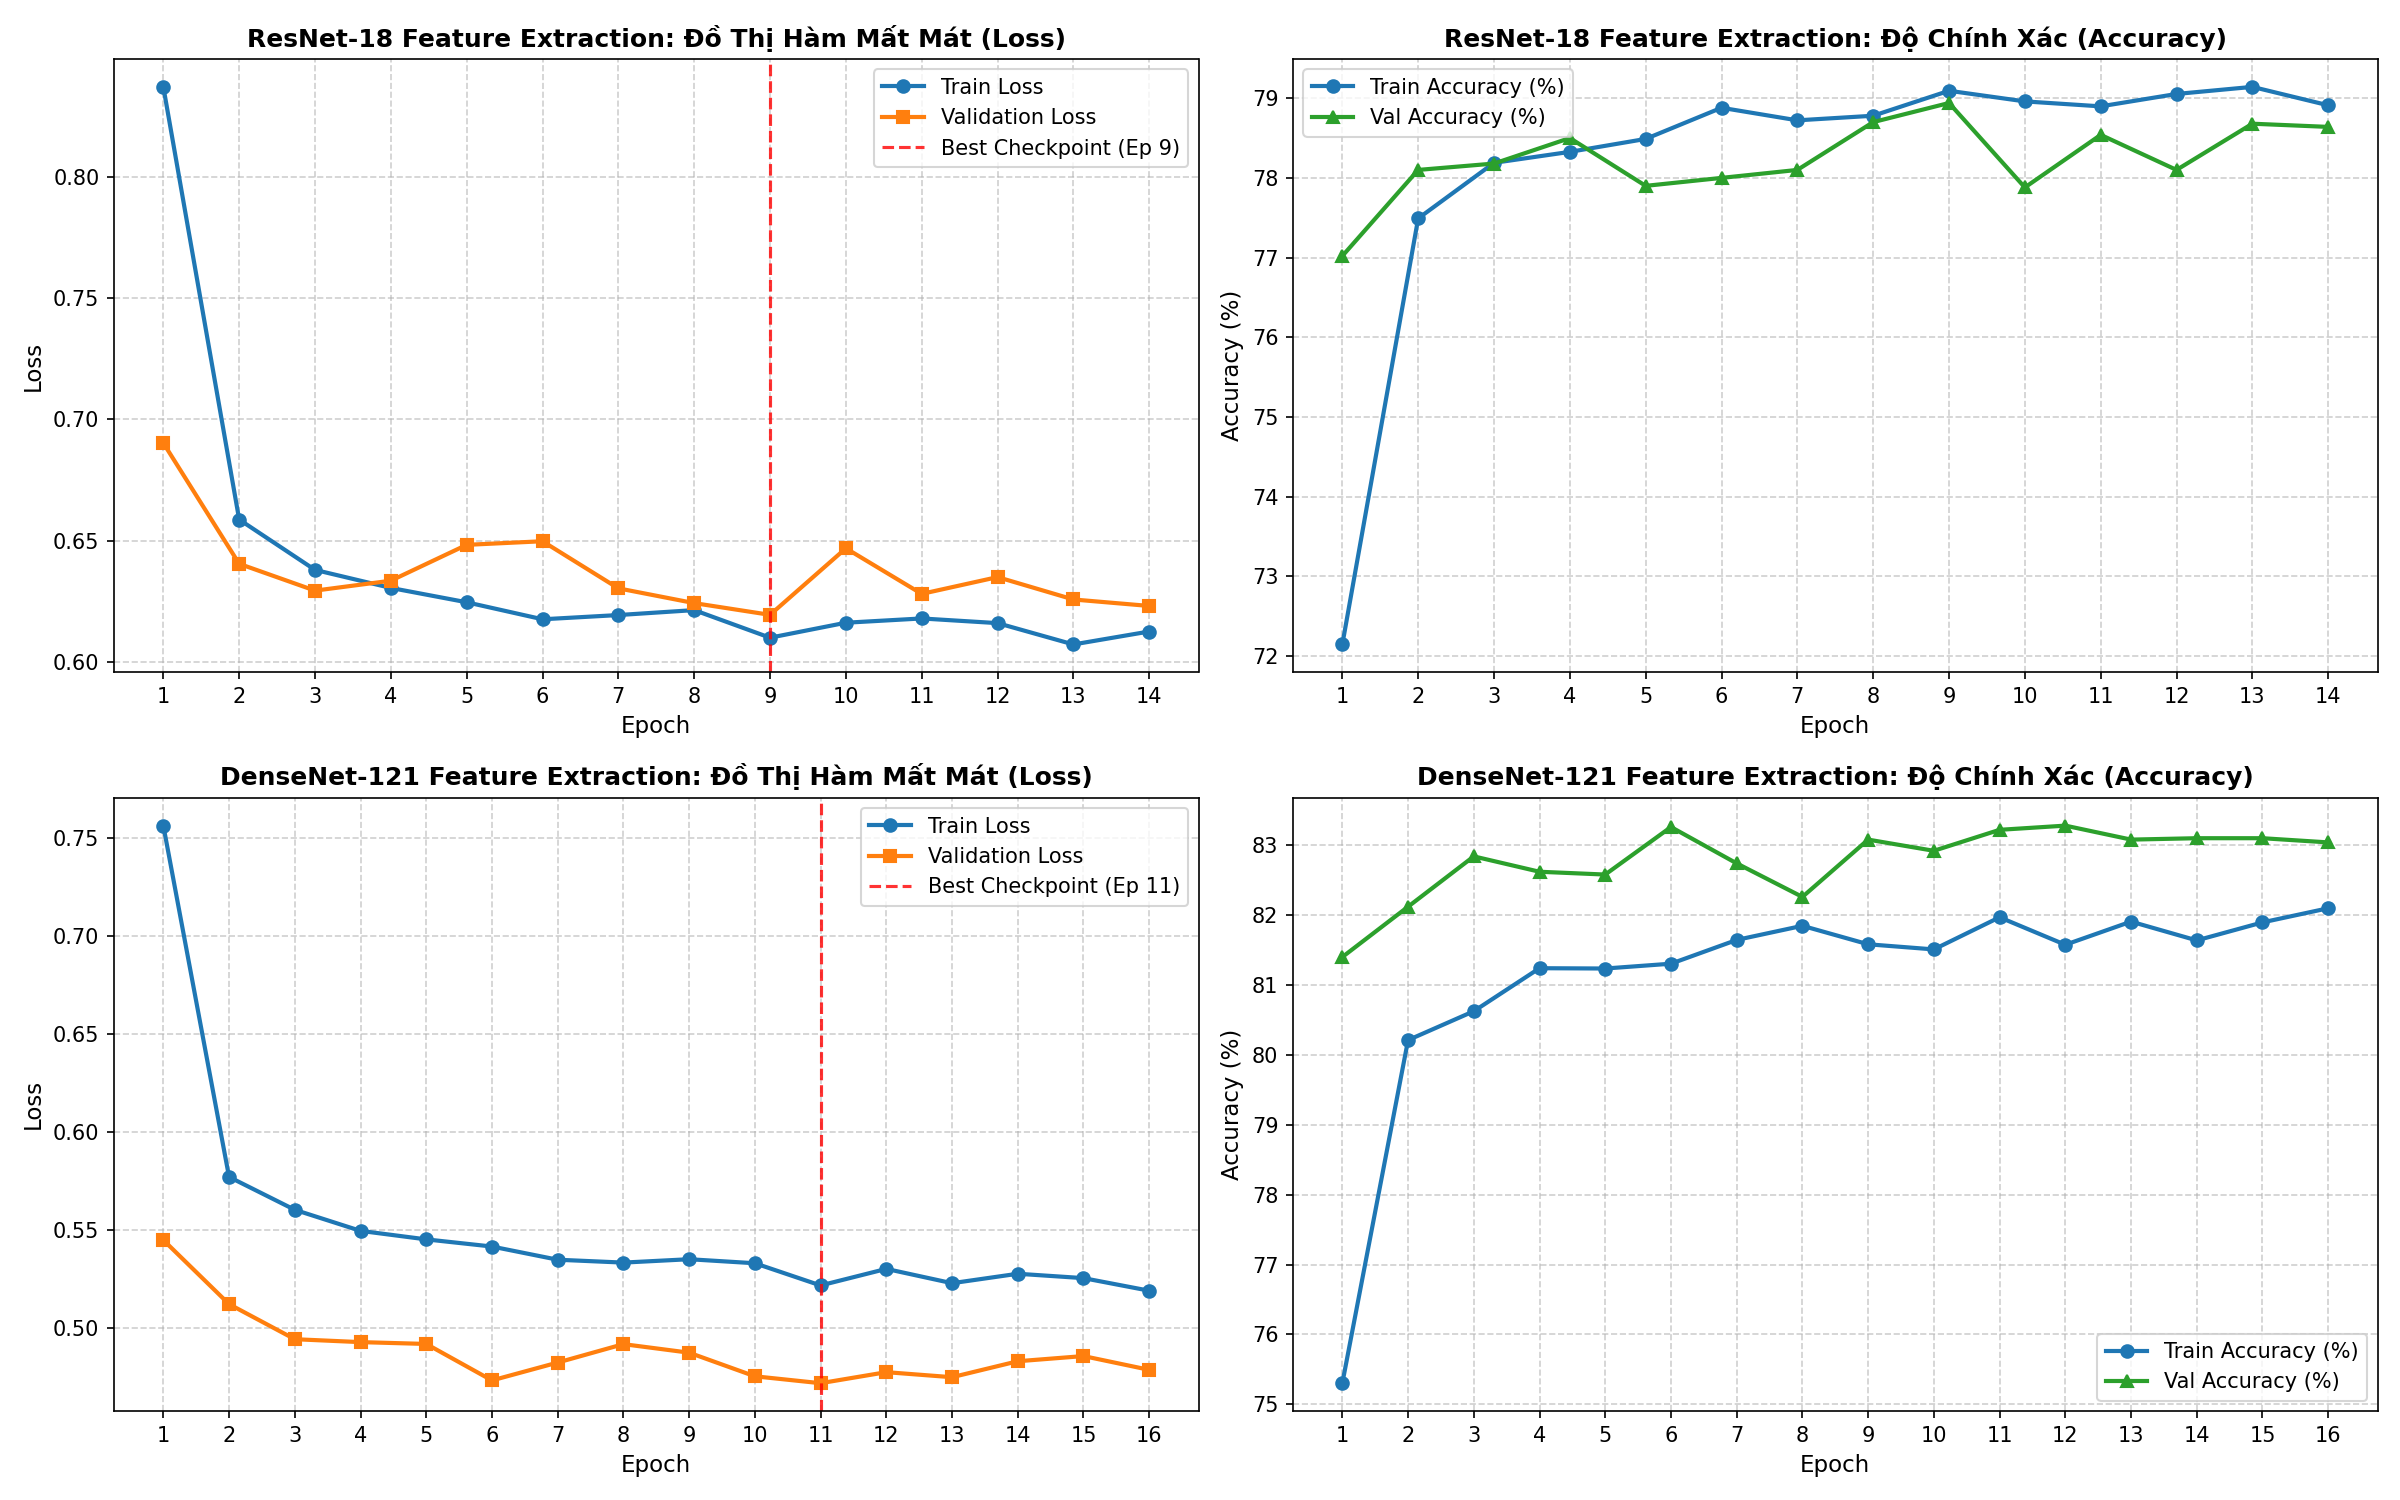 ResNet-18 Feature Extraction: Đồ Thị Hàm Mất Mát (Loss)
Train Loss
Validation Loss
Best Checkpoint (Ep 9)
Loss
0.80
0.75
0.70
0.65
0.60
1 2 3 4 5 6 7 8 9 10 11 12 13 14
Epoch
ResNet-18 Feature Extraction: Độ Chính Xác (Accuracy)
Train Accuracy (%)
Val Accuracy (%)
Accuracy (%)
79
78
77
76
75
74
73
72
1 2 3 4 5 6 7 8 9 10 11 12 13 14
Epoch
DenseNet-121 Feature Extraction: Đồ Thị Hàm Mất Mát (Loss)
Train Loss
Validation Loss
Best Checkpoint (Ep 11)
Loss
0.75
0.70
0.65
0.60
0.55
0.50
1 2 3 4 5 6 7 8 9 10 11 12 13 14 15 16
Epoch
DenseNet-121 Feature Extraction: Độ Chính Xác (Accuracy)
Accuracy (%)
83
82
81
80
79
78
77
76
75
Train Accuracy (%)
Val Accuracy (%)
1 2 3 4 5 6 7 8 9 10 11 12 13 14 15 16
Epoch